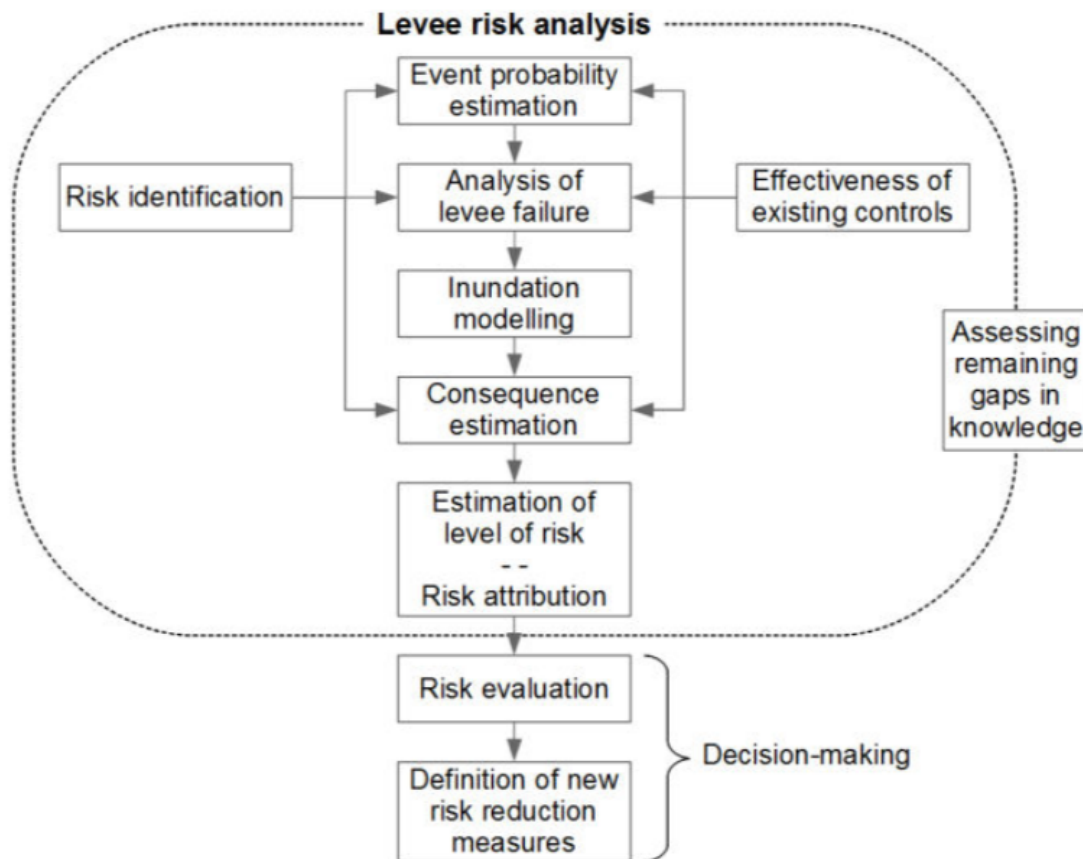 Levee risk analysis
Event probability
estimation
Risk identification
Analysis of
levee failure
Effectiveness of
existing controls
Inundation
modelling
Assessing
remaining
gaps in
knowledge
Consequence
estimation
Estimation of
level of risk
- -
Risk attribution
Risk evaluation
Decision-making
Definition of new
risk reduction
measures